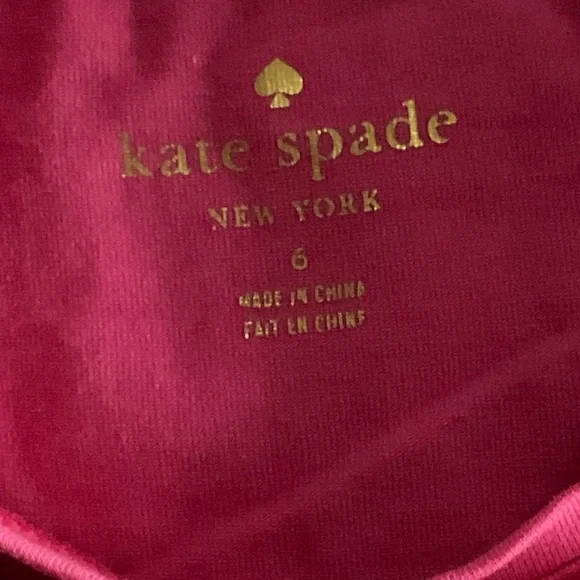 kate spade
NEW YORK
6
MADE IN CHINA
FAIT EN CHINE